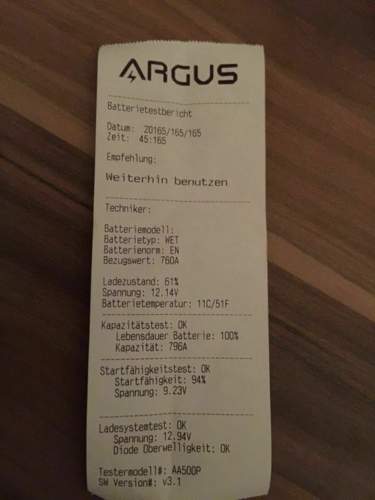 ARGUS
Batterietestbericht
Datum: 20165/165/165
Zeit: 45:165
Empfehlung:
Weiterhin benutzen
Techniker:
Batteriemodell:
Batterietyp: WET
Batterienorm: EN
Bezugswert: 760A
Ladezustand: 61%
Spannung: 12.14V
Batterietemperatur: 11C/51F
Kapazitätstest: OK
Lebensdauer Batterie: 100%
Kapazität: 796A
Startfähigkeitstest: OK
Startfähigkeit: 94%
Spannung: 9.23V
Ladesystemtest: OK
Spannung: 12.94V
Diode Oberwelligkeit: OK
Testermodell#: AA500P
SW Version#: v3.1